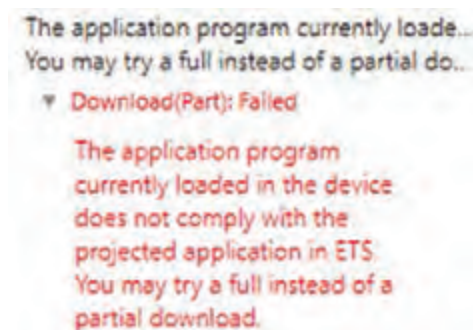 The application program currently loade...
You may try a full instead of a partial do...
Download(Part): Failed
The application program
currently loaded in the device
does not comply with the
projected application in ETS
You may try a full instead of a
partial download.